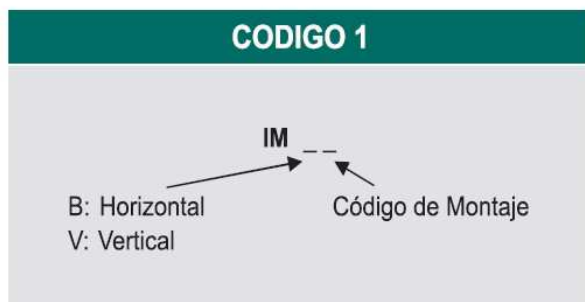 CODIGO 1
IM _ _
B: Horizontal
Código de Montaje
V: Vertical